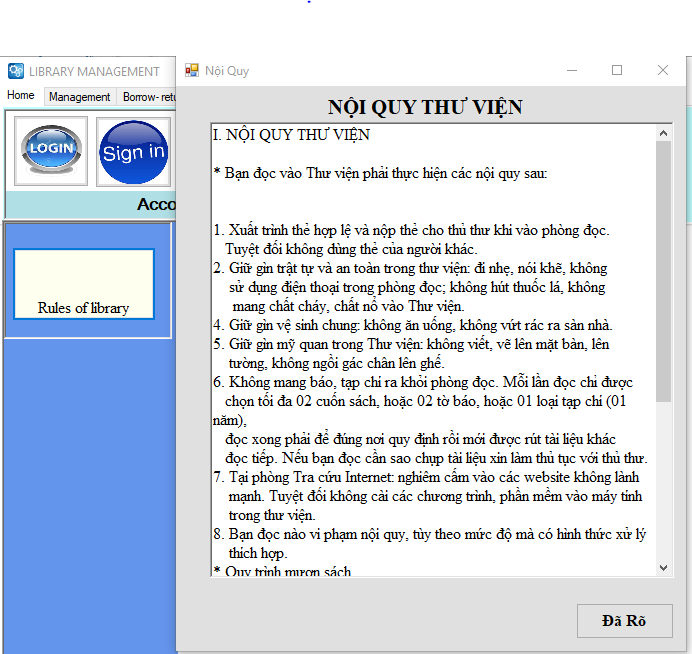 LIBRARY MANAGEMENT
Home Management Borrow- retu
LOGIN
Sign in
Acco
Rules of library
Nội Quy
NỘI QUY THƯ VIỆN
I. NỘI QUY THƯ VIỆN
* Bạn đọc vào Thư viện phải thực hiện các nội quy sau:
1. Xuất trình thẻ hợp lệ và nộp thẻ cho thủ thư khi vào phòng đọc.
Tuyệt đối không dùng thẻ của người khác.
2. Giữ gìn trật tự và an toàn trong thư viện: đi nhẹ, nói khẽ, không
sử dụng điện thoại trong phòng đọc; không hút thuốc lá, không
mang chất cháy, chất nổ vào Thư viện.
4. Giữ gìn vệ sinh chung: không ăn uống, không vứt rác ra sàn nhà.
5. Giữ gìn mỹ quan trong Thư viện: không viết, vẽ lên mặt bàn, lên
tường, không ngồi gác chân lên ghế.
6. Không mang báo, tạp chí ra khỏi phòng đọc. Mỗi lần đọc chỉ được
chọn tối đa 02 cuốn sách, hoặc 02 tờ báo, hoặc 01 loại tạp chí (01
năm),
đọc xong phải để đúng nơi quy định rồi mới được rút tài liệu khác
đọc tiếp. Nếu bạn đọc cần sao chụp tài liệu xin làm thủ tục với thủ thư.
7. Tại phòng Tra cứu Internet: nghiêm cấm vào các website không lành
mạnh. Tuyệt đối không cài các chương trình, phần mềm vào máy tính
trong thư viện.
8. Bạn đọc nào vi phạm nội quy, tùy theo mức độ mà có hình thức xử lý
thích hợp.
* Quy trình mượn sách
Đã Rõ